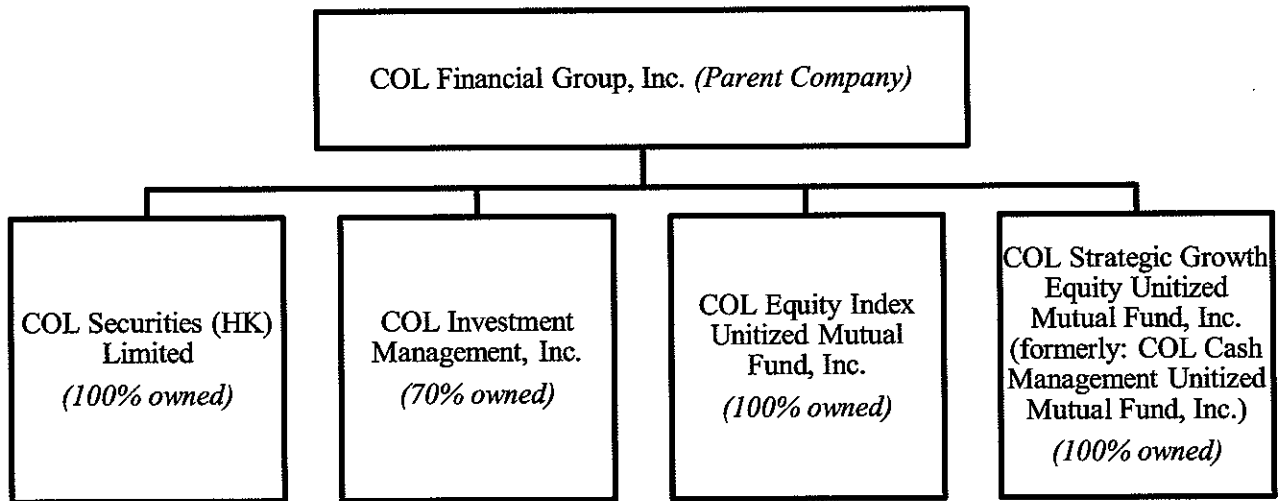 COL Financial Group, Inc. (Parent Company)
COL Securities (HK)
Limited
(100% owned)
COL Investment
Management, Inc.
(70% owned)
COL Equity Index
Unitized Mutual
Fund, Inc.
(100% owned)
COL Strategic Growth
Equity Unitized
Mutual Fund, Inc.
(formerly: COL Cash
Management Unitized
Mutual Fund, Inc.)
(100% owned)